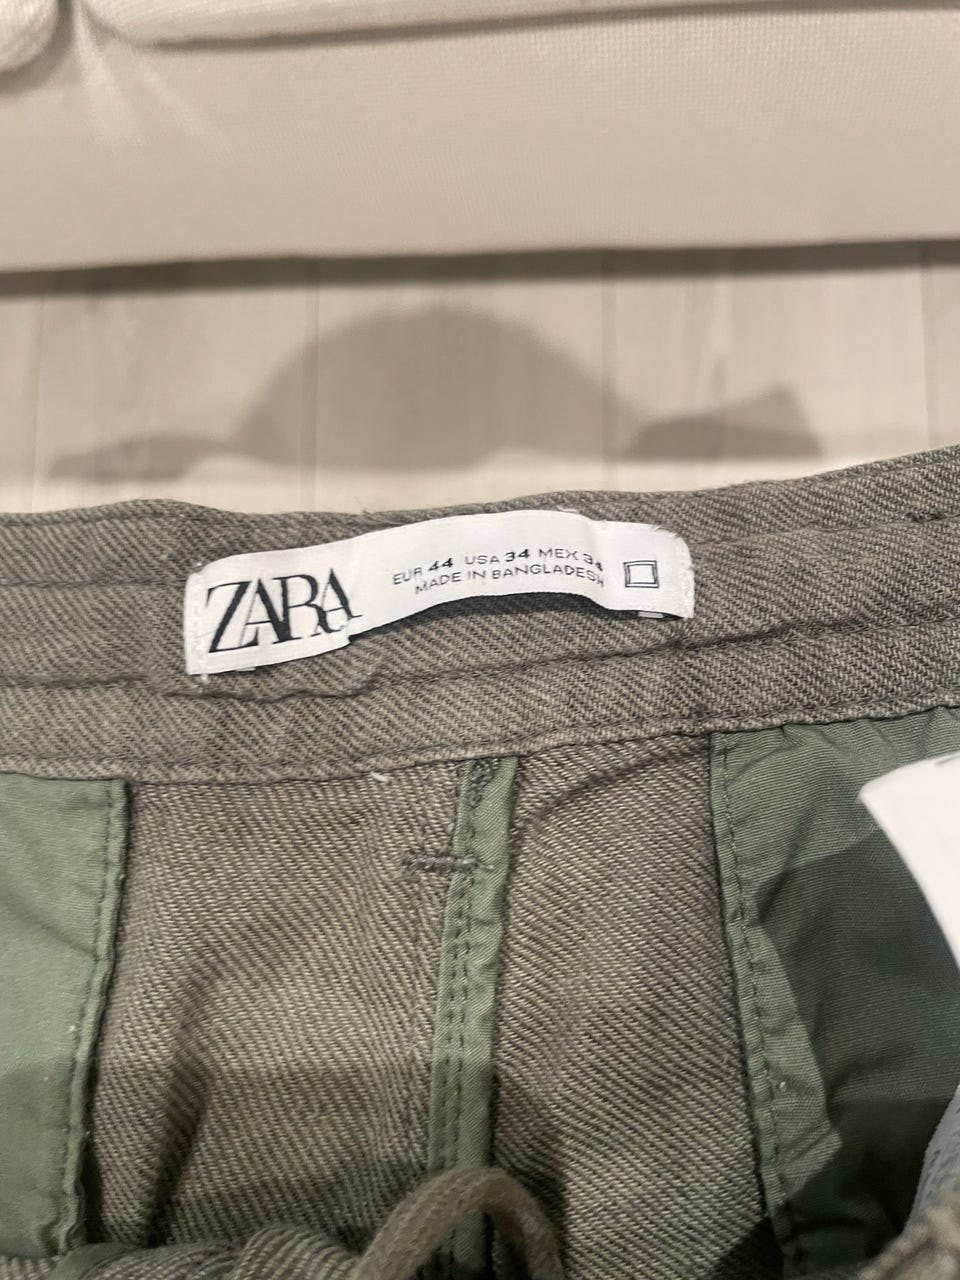 ZARA
EUR 44 USA 34 MEX 34
MADE IN BANGLADESH